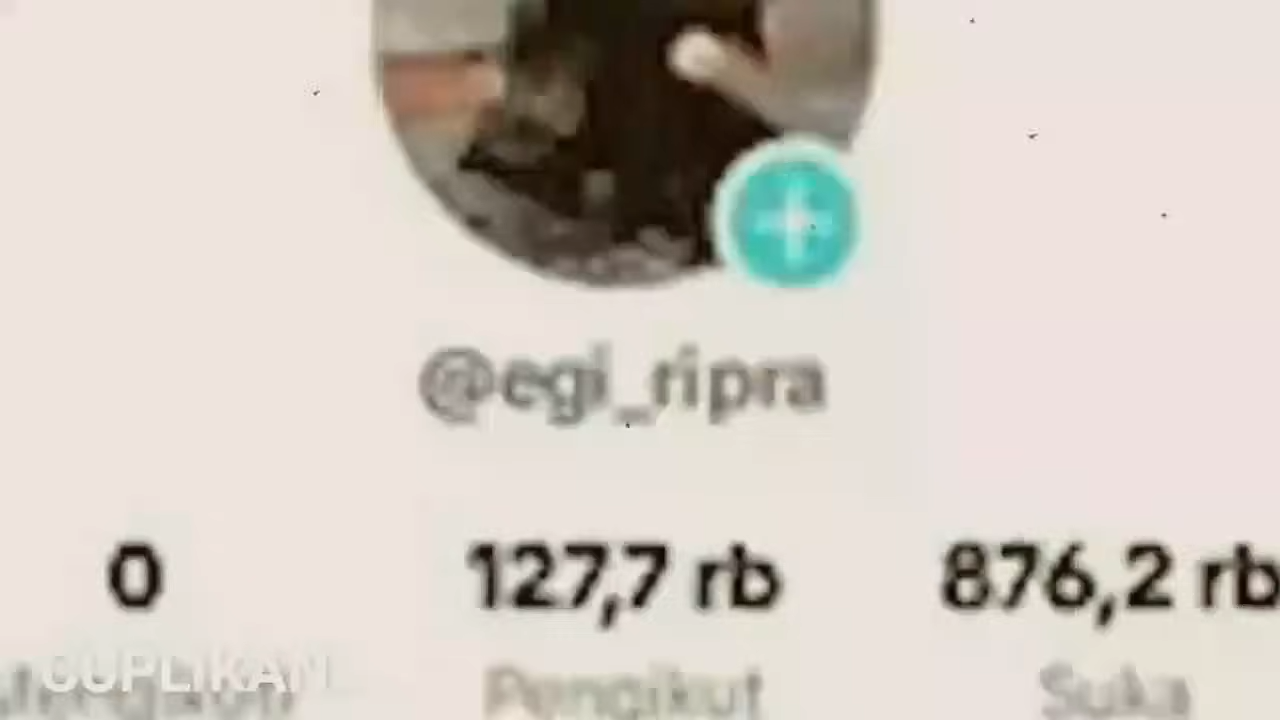 @egi_ripra
0 127,7 rb 876,2 rb
Pengikut Suka
CUPLIKAN